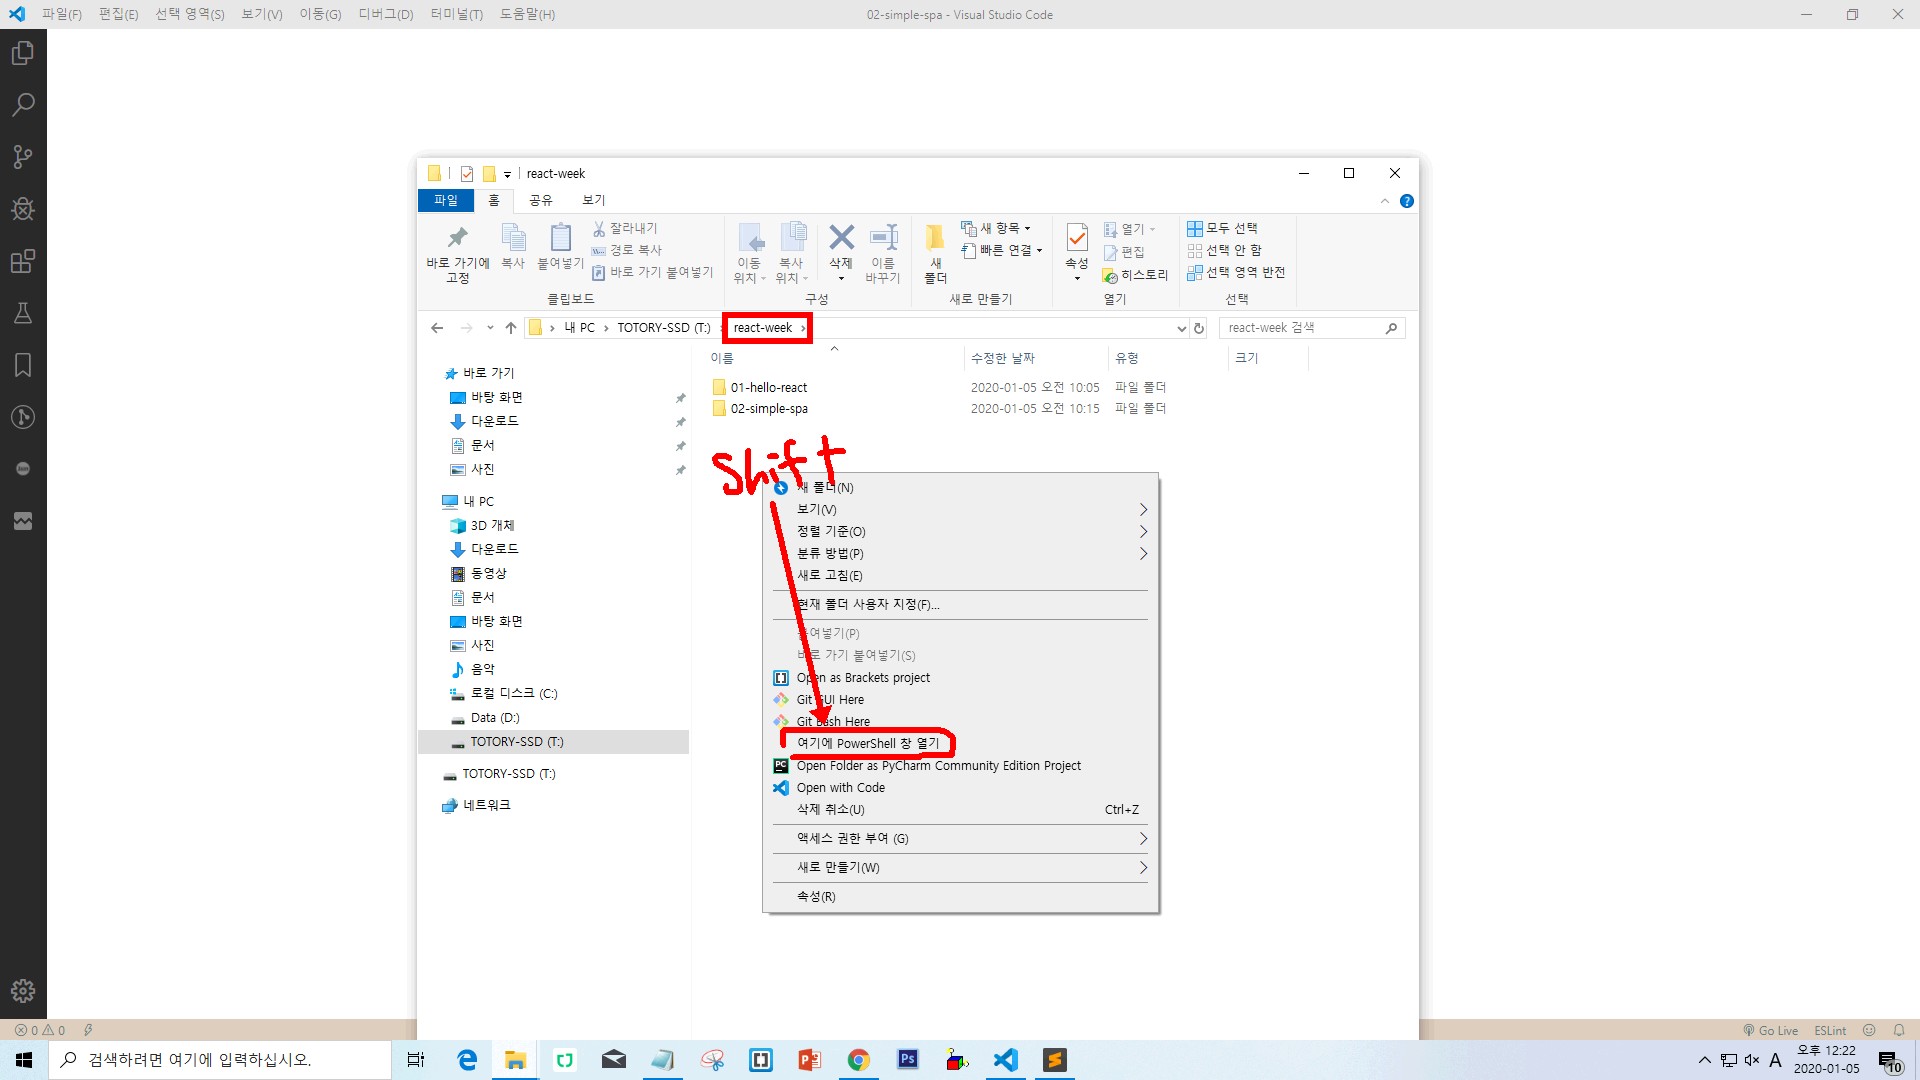 파일(F) 편집(E) 선택 영역(S) 보기(V) 이동(G) 디버그(D) 터미널(T) 도움말(H) 02-simple-spa - Visual Studio Code
react-week
파일 홈 공유 보기
바로 가기에 고정
복사
붙여넣기
잘라내기
경로 복사
바로 가기 붙여넣기
클립보드
이동 위치
복사 위치
삭제
이름 바꾸기
구성
새 폴더
새 항목
빠른 연결
새로 만들기
속성
열기
편집
히스토리
열기
모두 선택
선택 안 함
선택 영역 반전
선택
내 PC TOTORY-SSD (T:) react-week
react-week 검색
이름 수정한 날짜 유형 크기
01-hello-react 2020-01-05 오전 10:05 파일 폴더
02-simple-spa 2020-01-05 오전 10:15 파일 폴더
바로 가기
바탕 화면
다운로드
문서
사진
내 PC
3D 개체
다운로드
동영상
문서
바탕 화면
사진
음악
로컬 디스크 (C:)
Data (D:)
TOTORY-SSD (T:)
TOTORY-SSD (T:)
네트워크
shift
새 폴더(N)
보기(V)
정렬 기준(O)
분류 방법(P)
새로 고침(E)
현재 폴더 사용자 지정(F)...
붙여넣기(P)
바로 가기 붙여넣기(S)
Open as Brackets project
Git GUI Here
Git Bash Here
여기에 PowerShell 창 열기
PC Open Folder as PyCharm Community Edition Project
Open with Code
삭제 취소(U) Ctrl+Z
액세스 권한 부여 (G)
새로 만들기(W)
속성(R)
0 0
Go Live ESLint
검색하려면 여기에 입력하십시오.
Ps
A
오후 12:22
2020-01-05
10